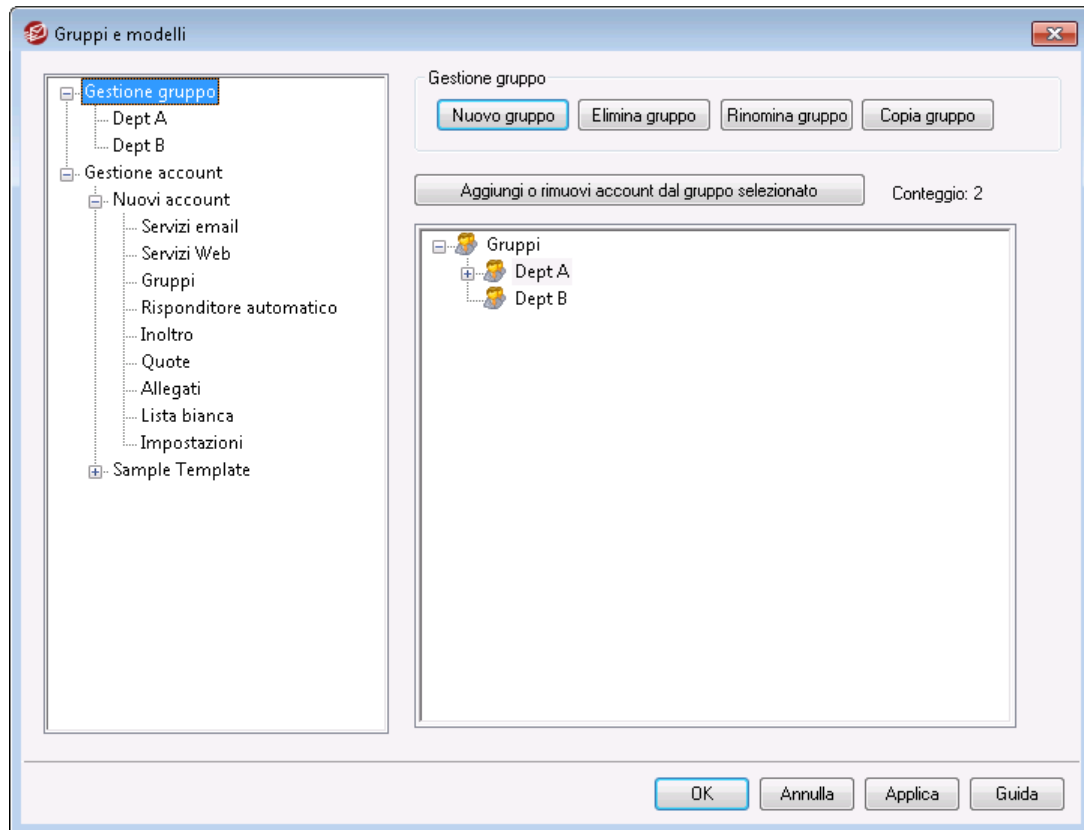 Gruppi e modelli
Gestione gruppo
Dept A
Dept B
Gestione account
Nuovi account
Servizi email
Servizi Web
Gruppi
Risponditore automatico
Inoltro
Quote
Allegati
Lista bianca
Impostazioni
Sample Template
Gestione gruppo
Nuovo gruppo Elimina gruppo Rinomina gruppo Copia gruppo
Aggiungi o rimuovi account dal gruppo selezionato Conteggio: 2
Gruppi
Dept A
Dept B
OK Annulla Applica Guida